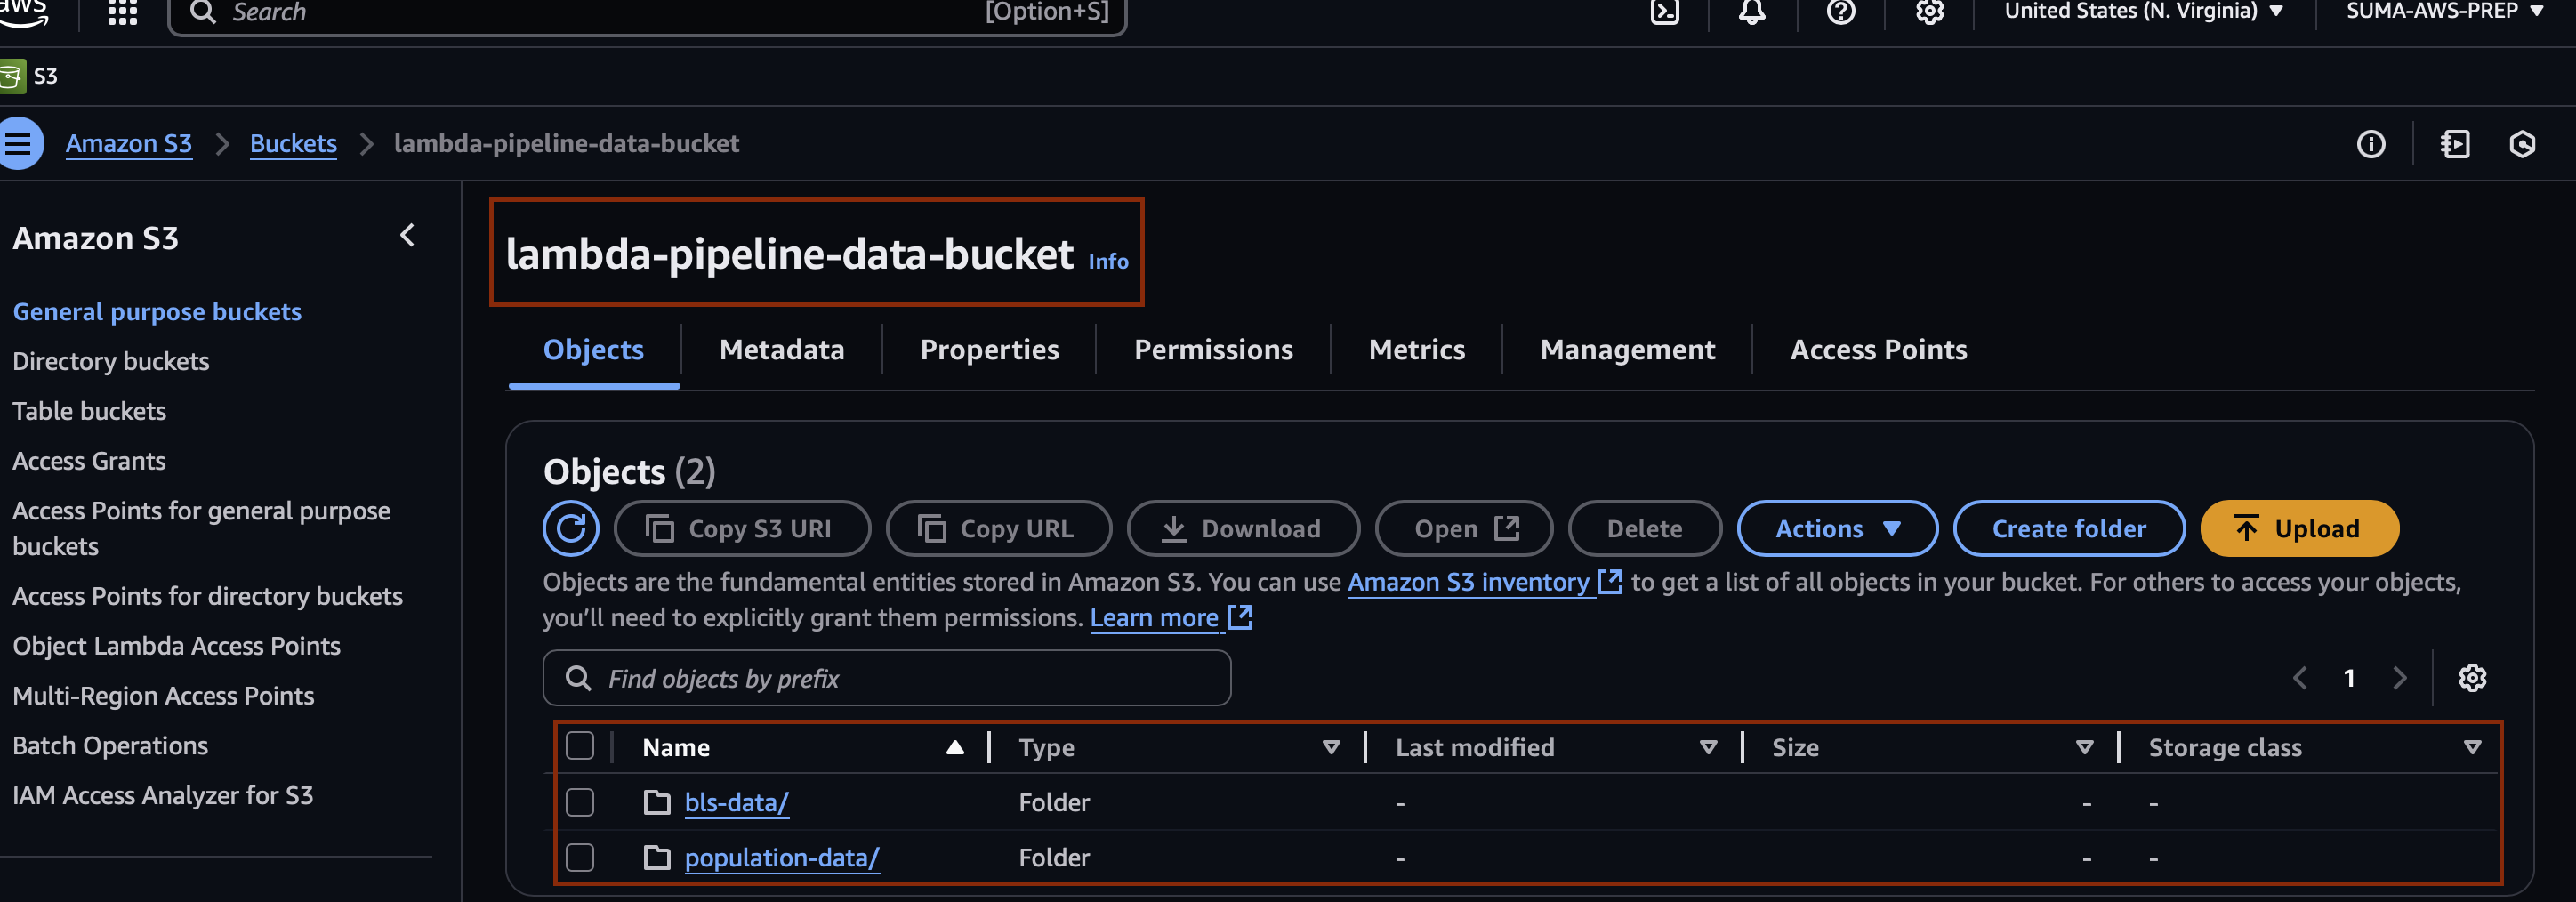 aws Search [Option+S] United States (N. Virginia) SUMA-AWS-PREP
S3
Amazon S3 Buckets lambda-pipeline-data-bucket
Amazon S3
General purpose buckets
Directory buckets
Table buckets
Access Grants
Access Points for general purpose
buckets
Access Points for directory buckets
Object Lambda Access Points
Multi-Region Access Points
Batch Operations
IAM Access Analyzer for S3
lambda-pipeline-data-bucket Info
Objects Metadata Properties Permissions Metrics Management Access Points
Objects (2)
Copy S3 URI Copy URL Download Open Delete Actions Create folder Upload
Objects are the fundamental entities stored in Amazon S3. You can use Amazon S3 inventory to get a list of all objects in your bucket. For others to access your objects,
you’ll need to explicitly grant them permissions. Learn more
Find objects by prefix 1
Name Type Last modified Size Storage class
bls-data/ Folder - - -
population-data/ Folder - - -